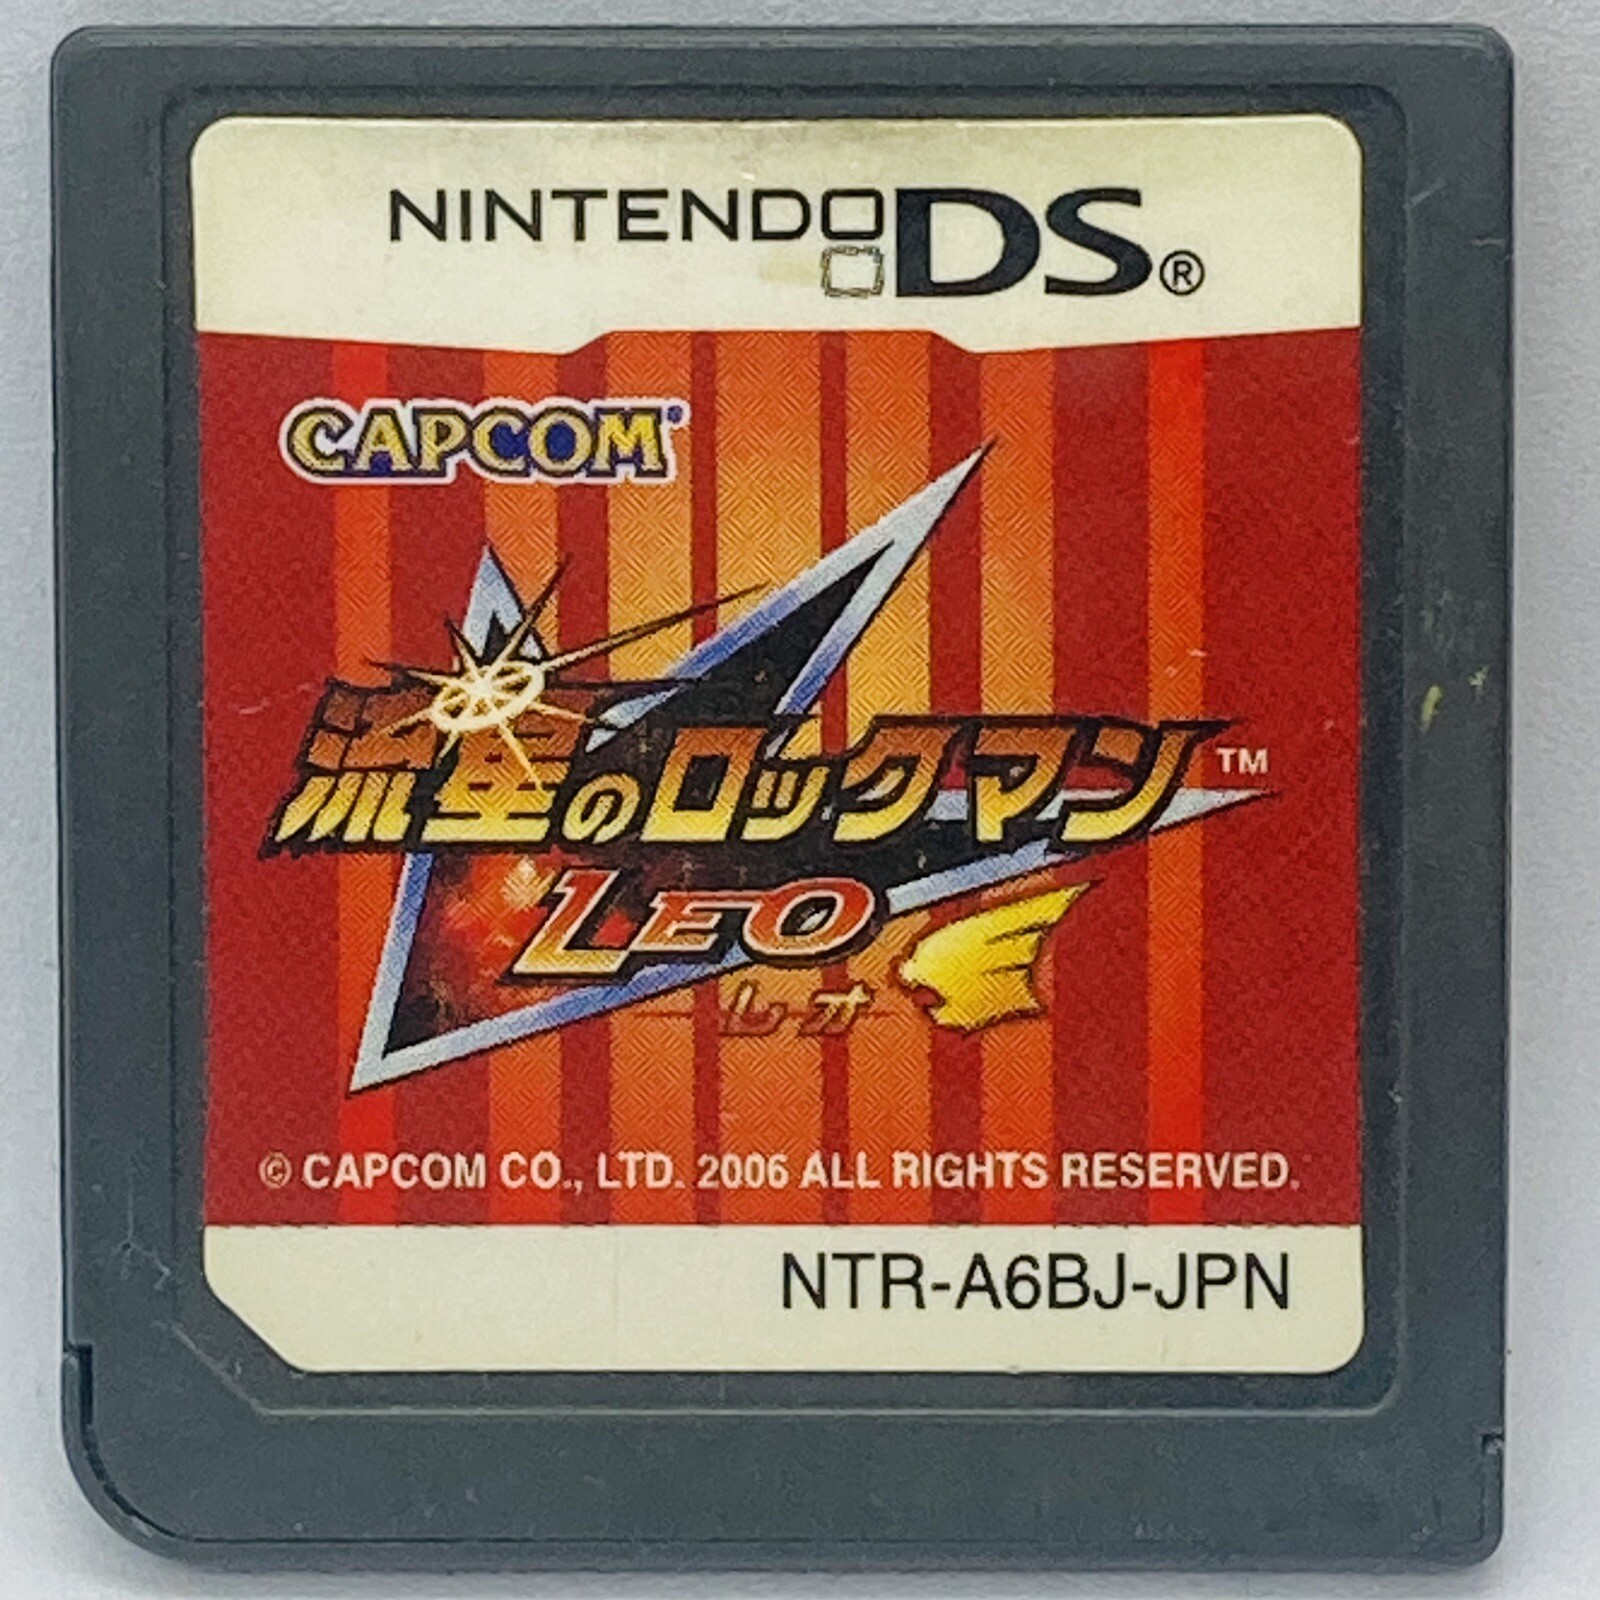 NINTENDO DS®
CAPCOM®
流星のロックマン™
LEO
レオ
© CAPCOM CO., LTD. 2006 ALL RIGHTS RESERVED.
NTR-A6BJ-JPN